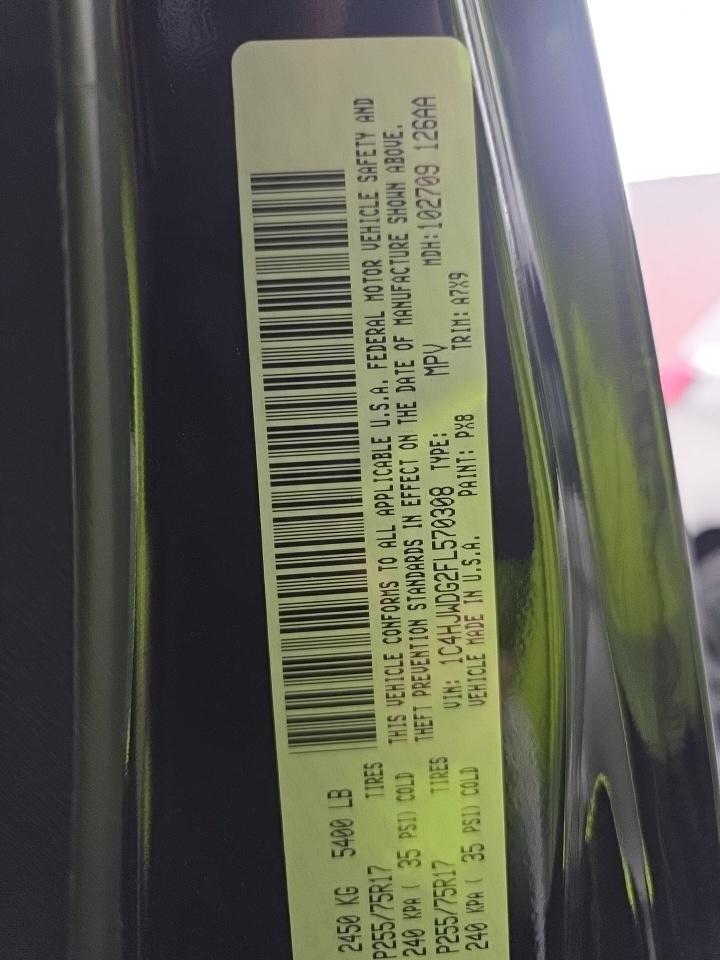 2450 KG 5400 LB
P255/75R17 TIRES
240 KPA ( 35 PSI) COLD
P255/75R17 TIRES
240 KPA ( 35 PSI) COLD
THIS VEHICLE CONFORMS TO ALL APPLICABLE U.S.A. FEDERAL MOTOR VEHICLE SAFETY AND
THEFT PREVENTION STANDARDS IN EFFECT ON THE DATE OF MANUFACTURE SHOWN ABOVE.
VIN: 1C4HJWDG2FL570308 TYPE: MPV MDH:102709 126AA
VEHICLE MADE IN U.S.A. PAINT: PX8 TRIM: A7X9